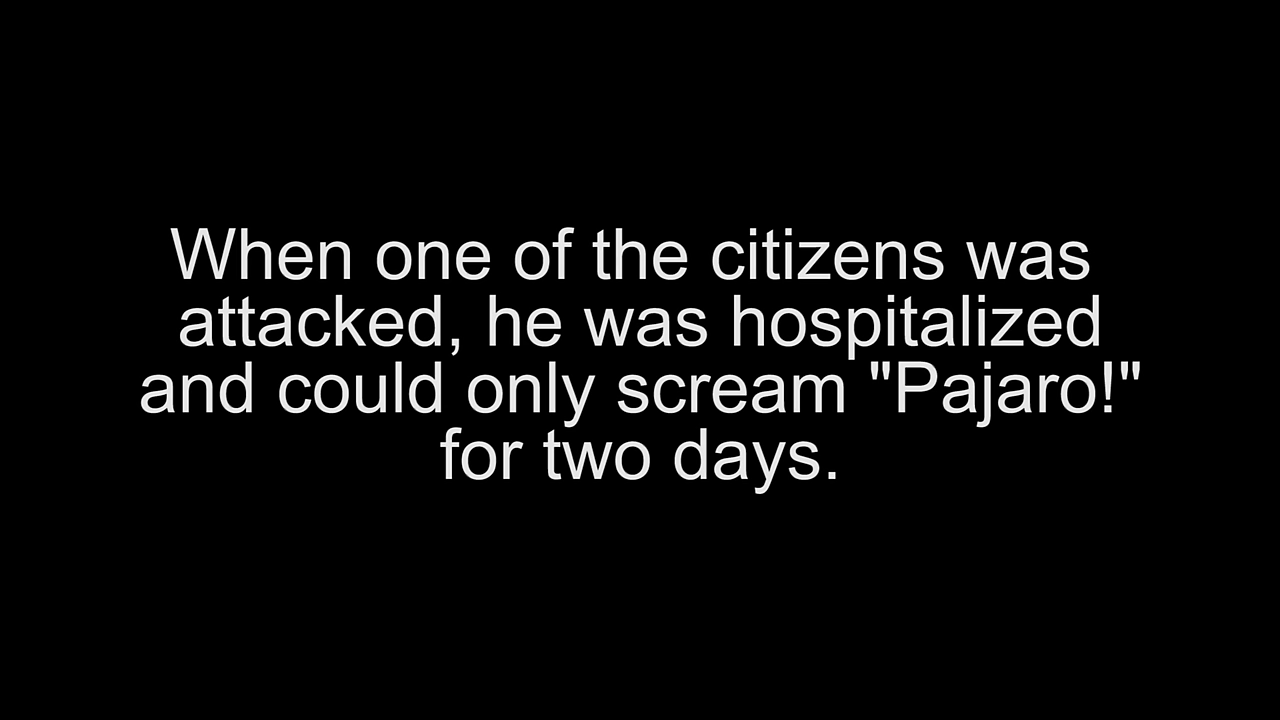 When one of the citizens was
attacked, he was hospitalized
and could only scream "Pajaro!"
for two days.